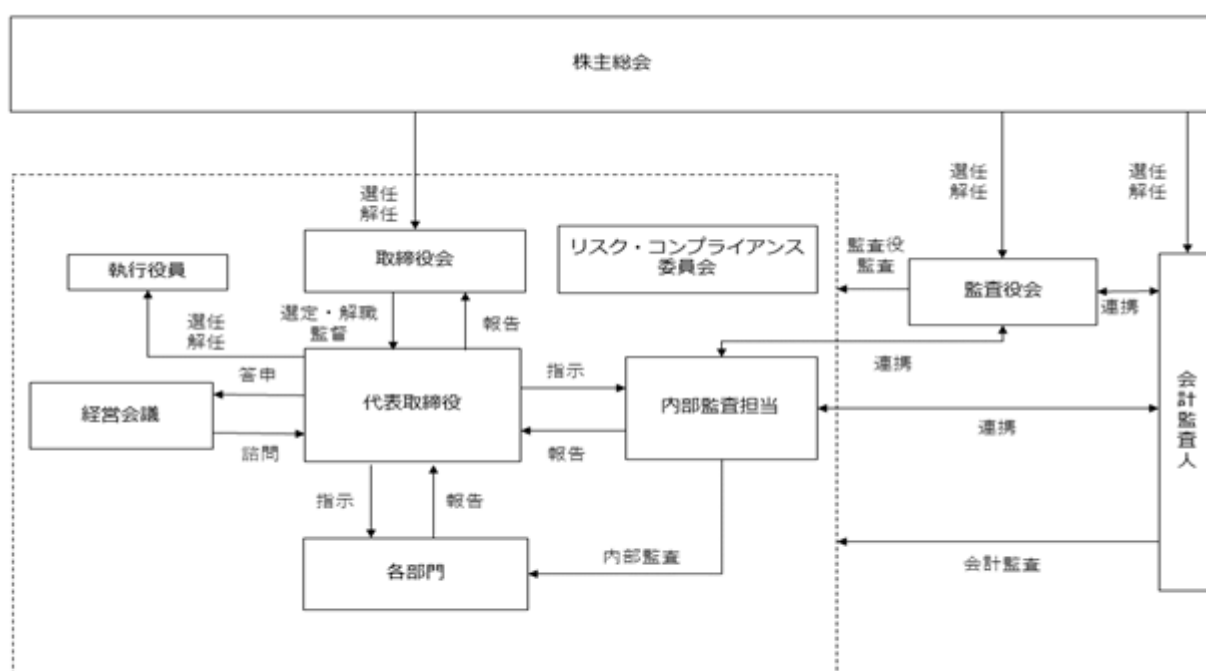 株主総会
選任
解任
選任
解任
選任
解任
取締役会
リスク・コンプライアンス
委員会
監査役
監査
執行役員
監査役会
連携
選定・解職
監督
報告
選任
解任
連携
答申
代表取締役
指示
内部監査担当
経営会議
会計監査人
連携
諮問
報告
指示
報告
内部監査
会計監査
各部門